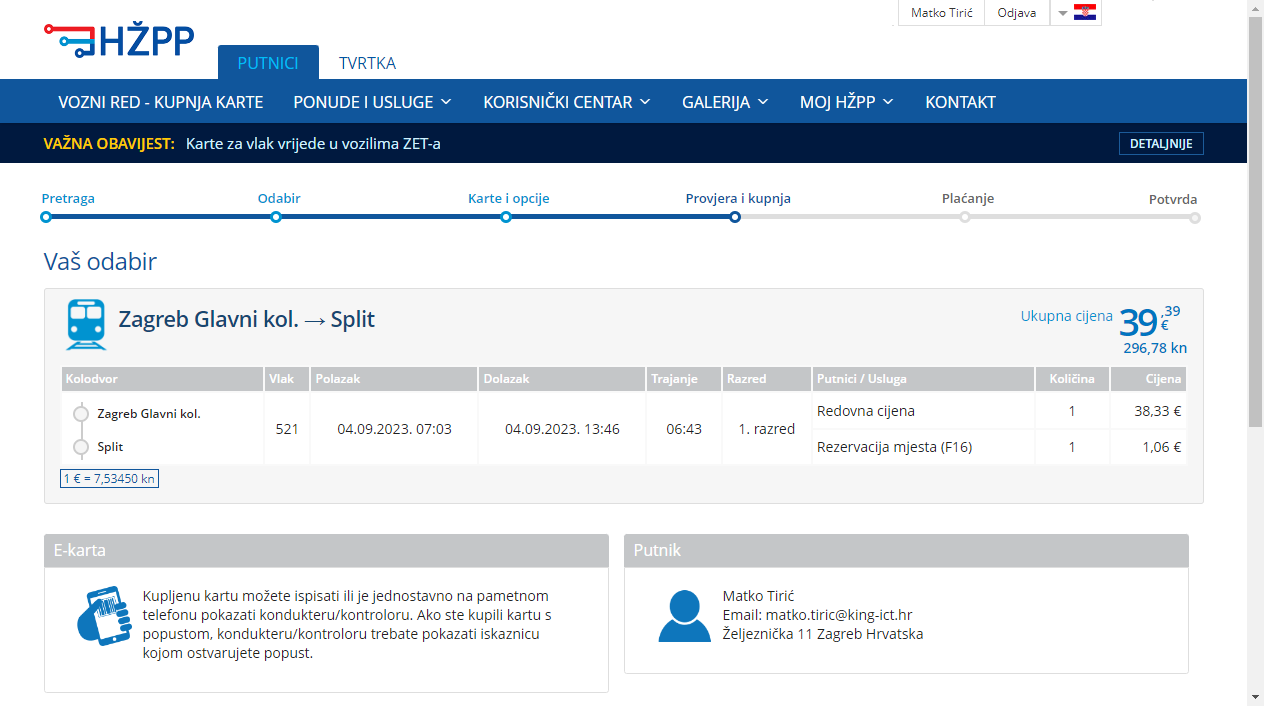 Matko Tirić Odjava
HŽPP
PUTNICI TVRTKA
VOZNI RED - KUPNJA KARTE PONUDE I USLUGE KORISNIČKI CENTAR GALERIJA MOJ HŽPP KONTAKT
VAŽNA OBAVIJEST: Karte za vlak vrijede u vozilima ZET-a DETALJNIJE
Pretraga Odabir Karte i opcije Provjera i kupnja Plaćanje Potvrda
Vaš odabir
Zagreb Glavni kol. → Split
Ukupna cijena 39,39 €
296,78 kn
Kolodvor Vlak Polazak Dolazak Trajanje Razred Putnici / Usluga Količina Cijena
Zagreb Glavni kol. Redovna cijena 1 38,33 €
521 04.09.2023. 07:03 04.09.2023. 13:46 06:43 1. razred
Split Rezervacija mjesta (F16) 1 1,06 €
1 € = 7,53450 kn
E-karta
Kupljenu kartu možete ispisati ili je jednostavno na pametnom
telefonu pokazati kondukteru/kontroloru. Ako ste kupili kartu s
popustom, kondukteru/kontroloru trebate pokazati iskaznicu
kojom ostvarujete popust.
Putnik
Matko Tirić
Email: matko.tiric@king-ict.hr
Željeznička 11 Zagreb Hrvatska